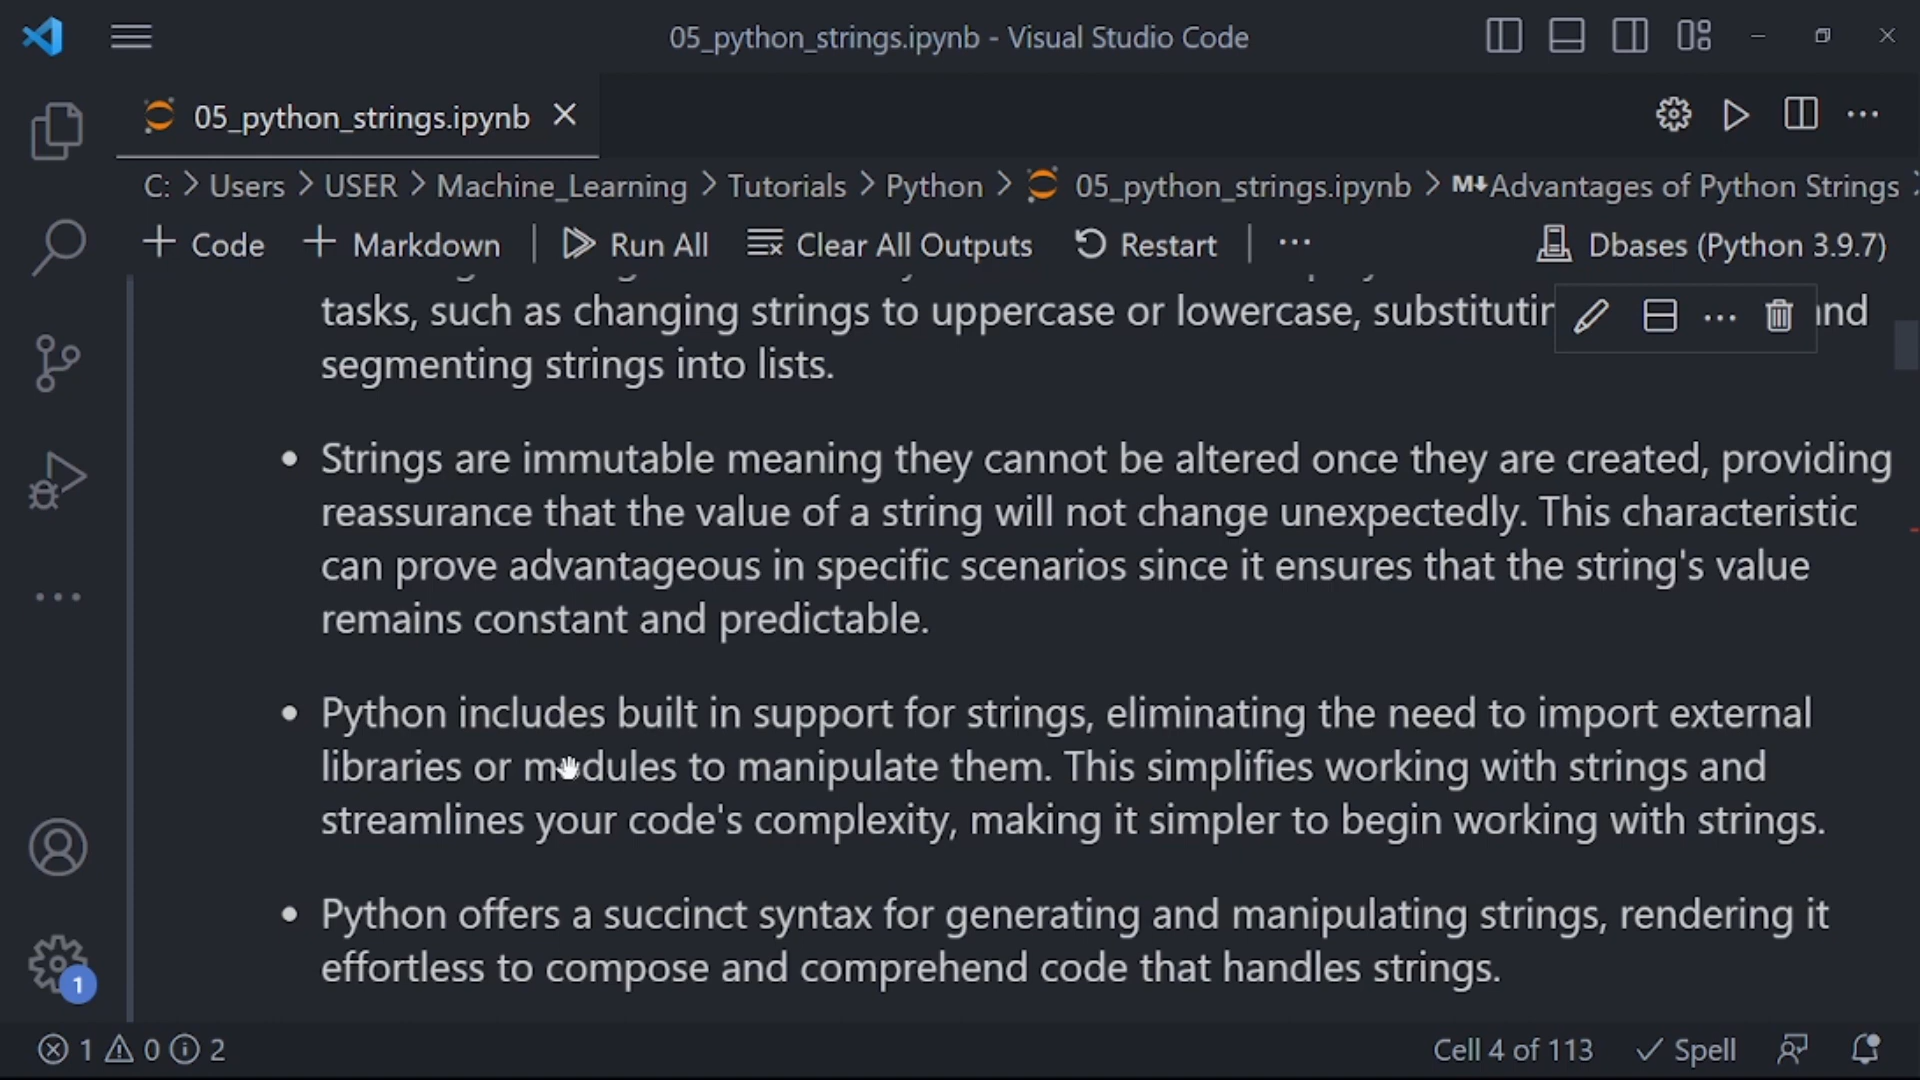 05_python_strings.ipynb - Visual Studio Code
05_python_strings.ipynb
C: > Users > USER > Machine_Learning > Tutorials > Python > 05_python_strings.ipynb > M↓Advantages of Python Strings
+ Code + Markdown | Run All Clear All Outputs Restart | ... Dbases (Python 3.9.7)
tasks, such as changing strings to uppercase or lowercase, and
segmenting strings into lists.
• Strings are immutable meaning they cannot be altered once they are created, providing
reassurance that the value of a string will not change unexpectedly. This characteristic
can prove advantageous in specific scenarios since it ensures that the string's value
remains constant and predictable.
• Python includes built in support for strings, eliminating the need to import external
libraries or modules to manipulate them. This simplifies working with strings and
streamlines your code's complexity, making it simpler to begin working with strings.
• Python offers a succinct syntax for generating and manipulating strings, rendering it
effortless to compose and comprehend code that handles strings.
1
1 0 2 Cell 4 of 113 Spell